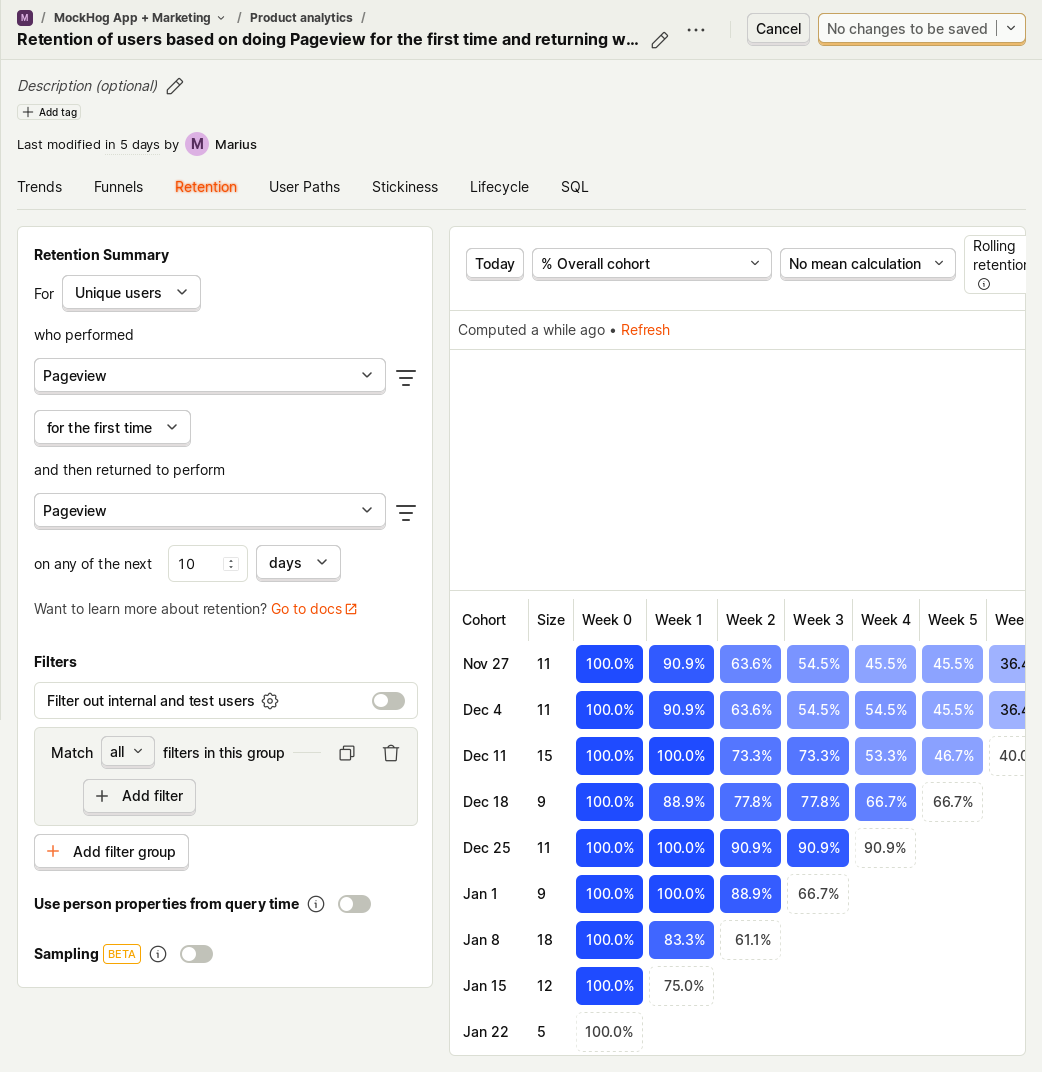 M / MockHog App + Marketing / Product analytics /
Retention of users based on doing Pageview for the first time and returning w...
Cancel
No changes to be saved
Description (optional)
Add tag
Last modified in 5 days by M Marius
Trends Funnels Retention User Paths Stickiness Lifecycle SQL
Retention Summary
For Unique users
who performed
Pageview
for the first time
and then returned to perform
Pageview
on any of the next 10 days
Want to learn more about retention? Go to docs
Filters
Filter out internal and test users
Match all filters in this group
Add filter
Add filter group
Use person properties from query time
Sampling BETA
Today % Overall cohort No mean calculation
Rolling
retention
Computed a while ago • Refresh
Cohort Size Week 0 Week 1 Week 2 Week 3 Week 4 Week 5 Wee
Nov 27 11 100.0% 90.9% 63.6% 54.5% 45.5% 45.5% 36.4
Dec 4 11 100.0% 90.9% 63.6% 54.5% 54.5% 45.5% 36.4
Dec 11 15 100.0% 100.0% 73.3% 73.3% 53.3% 46.7% 40.0
Dec 18 9 100.0% 88.9% 77.8% 77.8% 66.7% 66.7%
Dec 25 11 100.0% 100.0% 90.9% 90.9% 90.9%
Jan 1 9 100.0% 100.0% 88.9% 66.7%
Jan 8 18 100.0% 83.3% 61.1%
Jan 15 12 100.0% 75.0%
Jan 22 5 100.0%